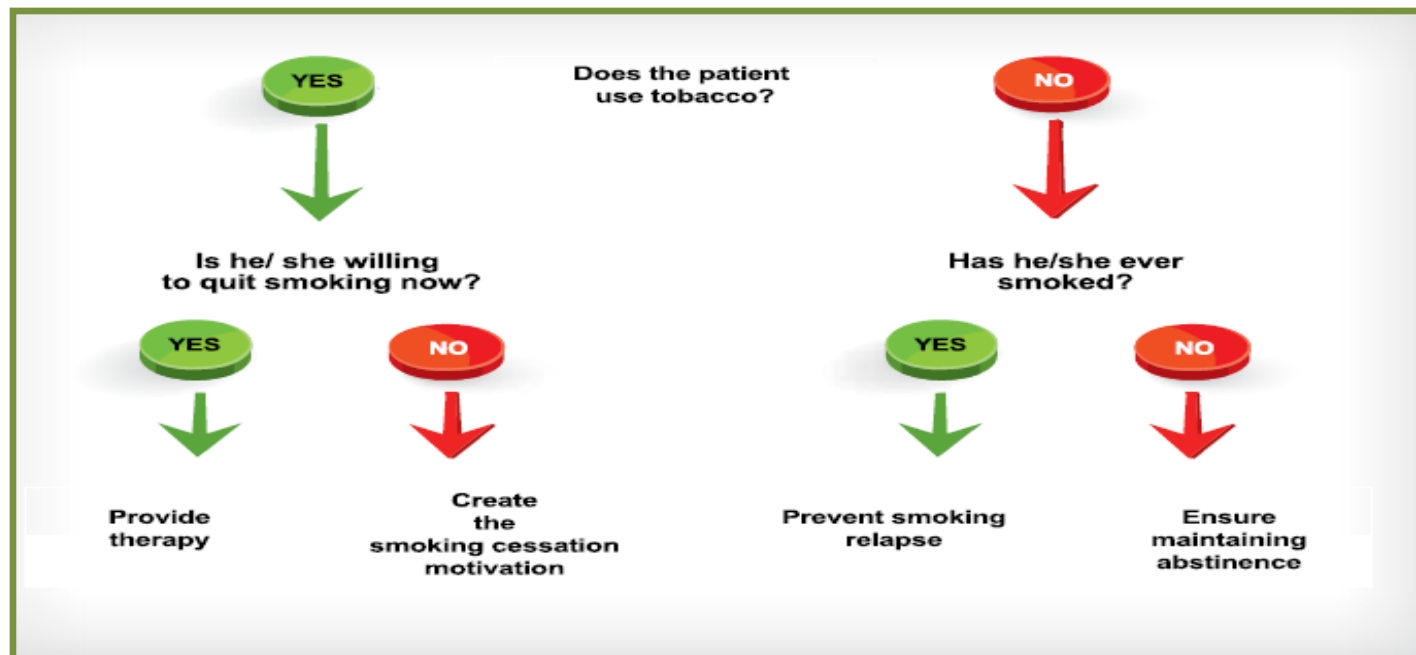 YES
Does the patient
use tobacco?
NO
Is he/ she willing
to quit smoking now?
Has he/she ever
smoked?
YES
NO
YES
NO
Provide
therapy
Create
the
smoking cessation
motivation
Prevent smoking
relapse
Ensure
maintaining
abstinence